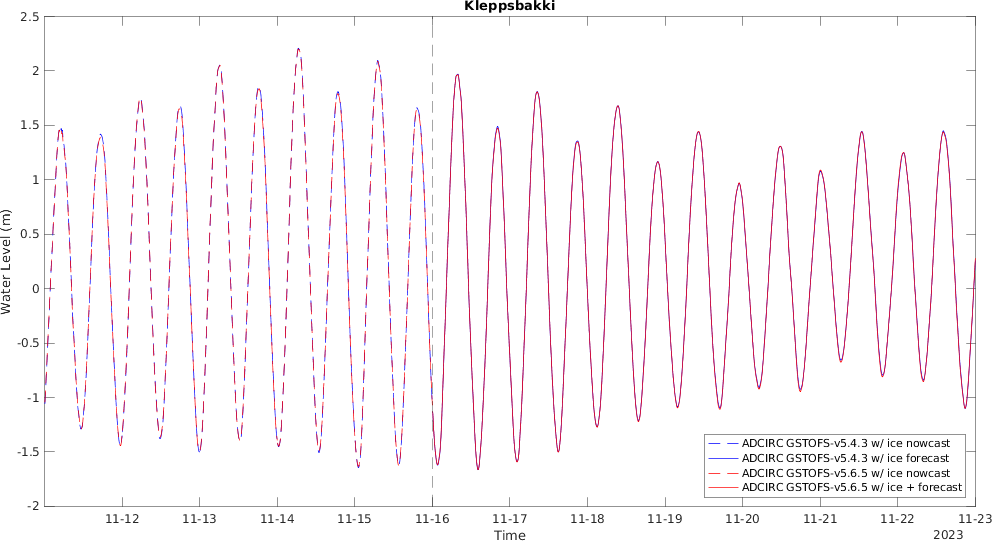 Kleppsbakki
2.5
2
1.5
1
0.5
0
-0.5
-1
-1.5
-2
Water Level (m)
ADCIRC GSTOFS-v5.4.3 w/ ice nowcast
ADCIRC GSTOFS-v5.4.3 w/ ice forecast
ADCIRC GSTOFS-v5.6.5 w/ ice nowcast
ADCIRC GSTOFS-v5.6.5 w/ ice + forecast
11-12 11-13 11-14 11-15 11-16 11-17 11-18 11-19 11-20 11-21 11-22 11-23
Time
2023